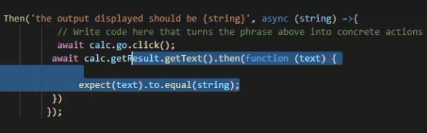 Then('the output displayed should be {string}', async (string) =>{
// Write code here that turns the phrase above into concrete actions
await calc.go.click();
await calc.getResult.getText().then(function (text) {
expect(text).to.equal(string);
})
});